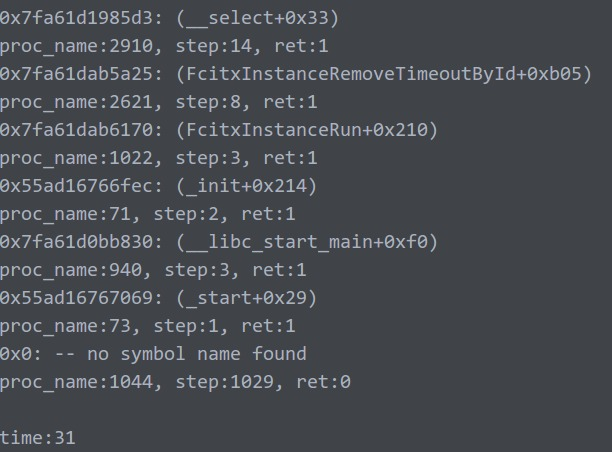 0x7fa61d1985d3: (__select+0x33)
proc_name:2910, step:14, ret:1
0x7fa61dab5a25: (FcitxInstanceRemoveTimeoutById+0xb05)
proc_name:2621, step:8, ret:1
0x7fa61dab6170: (FcitxInstanceRun+0x210)
proc_name:1022, step:3, ret:1
0x55ad16766fec: (_init+0x214)
proc_name:71, step:2, ret:1
0x7fa61d0bb830: (__libc_start_main+0xf0)
proc_name:940, step:3, ret:1
0x55ad16767069: (_start+0x29)
proc_name:73, step:1, ret:1
0x0: -- no symbol name found
proc_name:1044, step:1029, ret:0
time:31